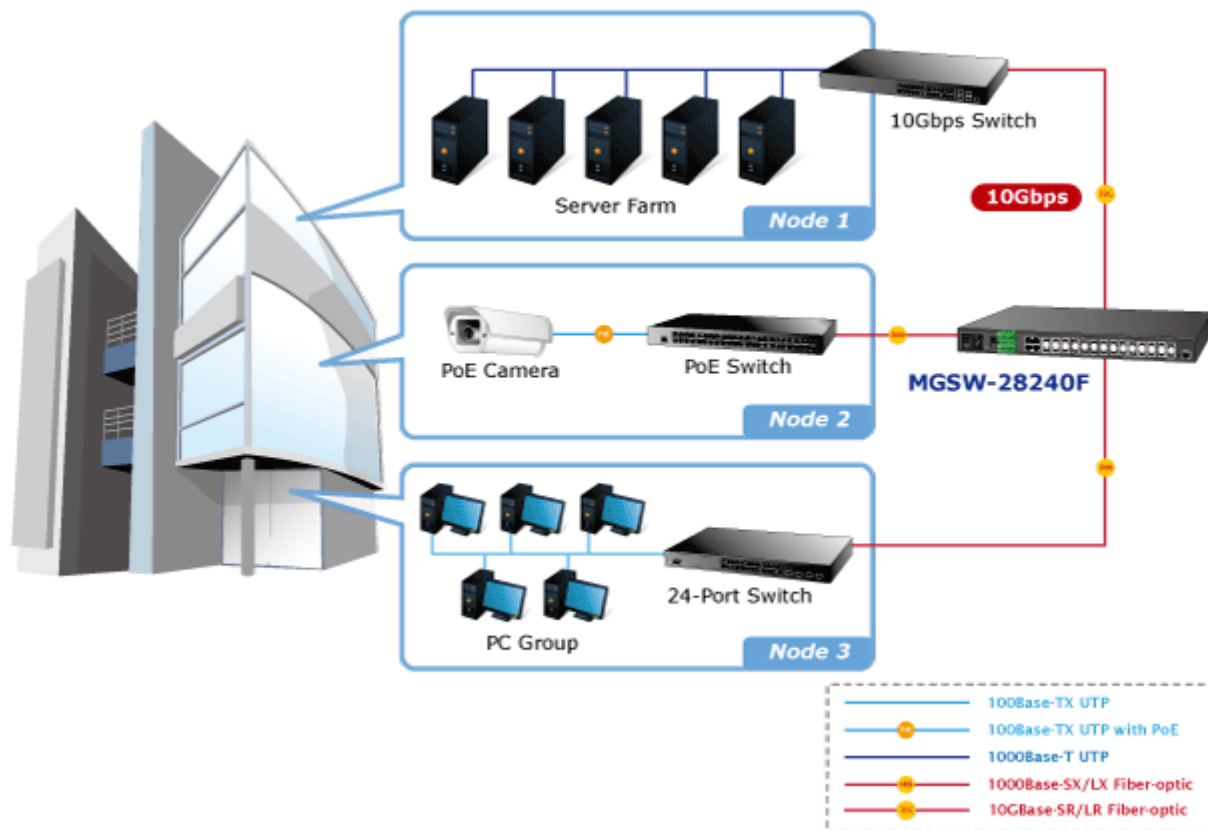 10Gbps Switch
Server Farm
Node 1
10Gbps
PoE Camera
PoE Switch
MGSW-28240F
Node 2
24-Port Switch
PC Group
Node 3
100Base-TX UTP
100Base-TX UTP with PoE
1000Base-T UTP
1000Base-SX/LX Fiber-optic
10GBase-SR/LR Fiber-optic